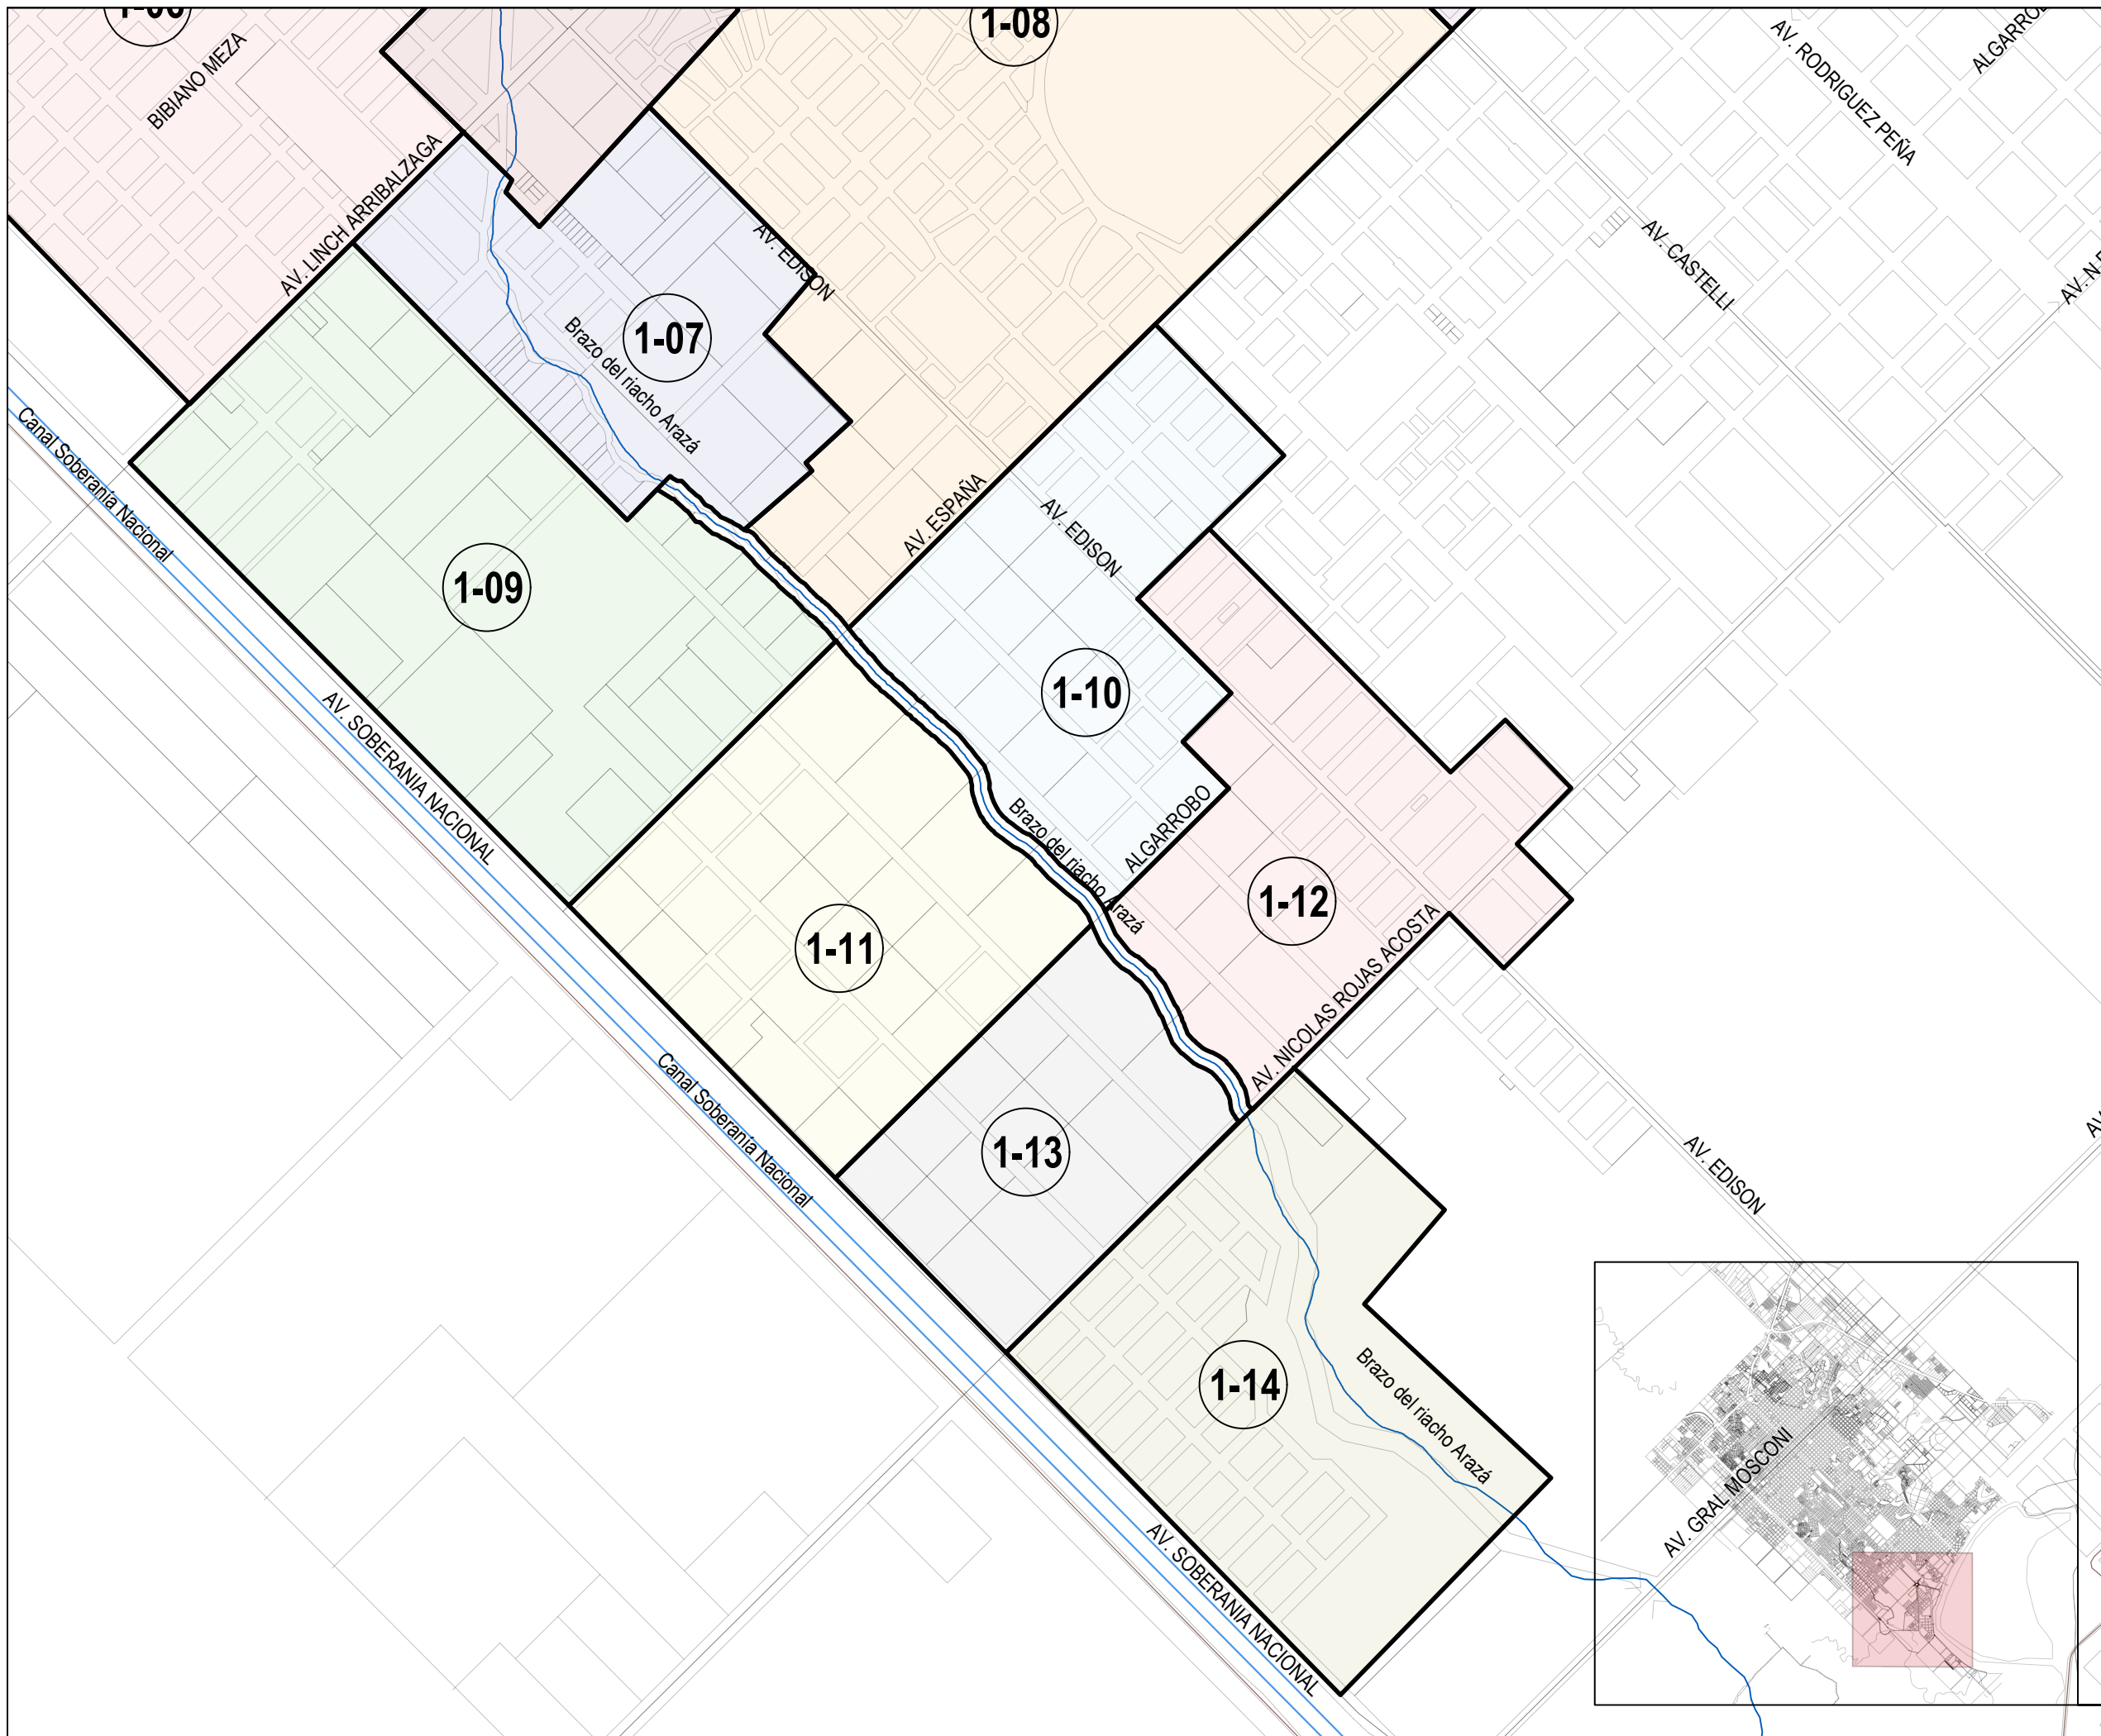 1-08
BIBIANO MEZA
AV. RODRIGUEZ PEÑA
AV. LINCH ARRIBALZAGA
AV. EDISON
AV. CASTELLI
1-07
Brazo del riacho Arazá
Canal Soberanía Nacional
AV. ESPAÑA
AV. EDISON
1-09
1-10
AV. SOBERANIA NACIONAL
Brazo del riacho Arazá
ALGARROBO
1-12
1-11
AV. NICOLAS ROJAS ACOSTA
Canal Soberanía Nacional
1-13
AV. EDISON
1-14
Brazo del riacho Arazá
AV. GRAL MOSCONI
AV. SOBERANIA NACIONAL